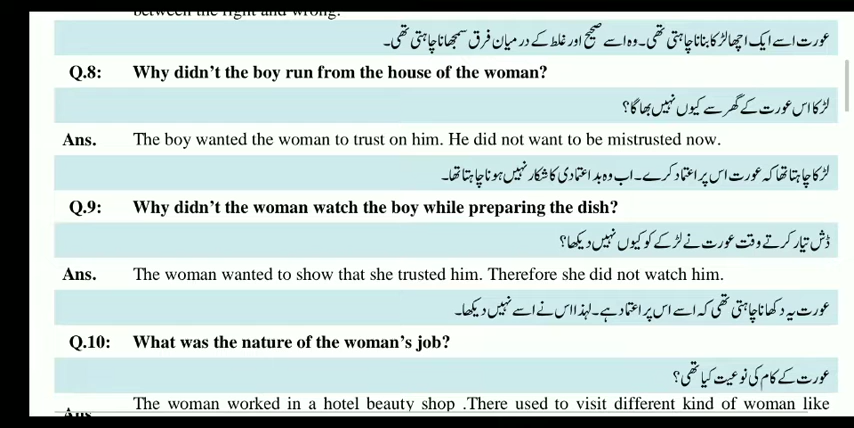 between the right and wrong.
عورت اسے ایک اچھا لڑکا بنانا چاہتی تھی۔ وہ اسے صحیح اور غلط کے درمیان فرق سمجھانا چاہتی تھی۔
Q.8: Why didn’t the boy run from the house of the woman?
لڑکا اس عورت کے گھر سے کیوں نہیں بھاگا؟
Ans. The boy wanted the woman to trust on him. He did not want to be mistrusted now.
لڑکا چاہتا تھا کہ عورت اس پر اعتماد کرے۔ اب وہ بد اعتمادی کا شکار نہیں ہونا چاہتا تھا۔
Q.9: Why didn’t the woman watch the boy while preparing the dish?
ڈش تیار کرتے وقت عورت نے لڑکے کو کیوں نہیں دیکھا؟
Ans. The woman wanted to show that she trusted him. Therefore she did not watch him.
عورت یہ دکھانا چاہتی تھی کہ اسے اس پر اعتماد ہے۔ لہذا اس نے اسے نہیں دیکھا۔
Q.10: What was the nature of the woman’s job?
عورت کے کام کی نوعیت کیا تھی؟
Ans The woman worked in a hotel beauty shop .There used to visit different kind of woman like